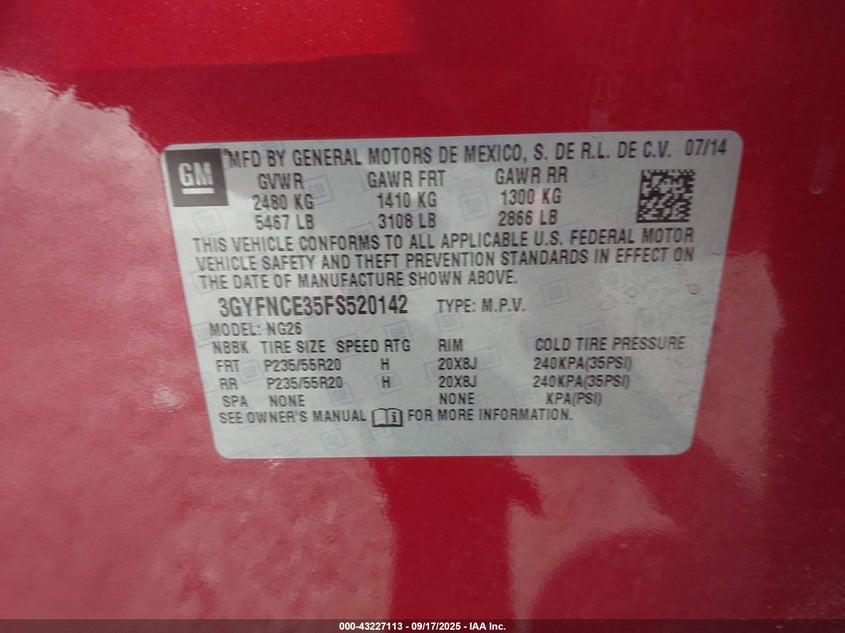 GM MFD BY GENERAL MOTORS DE MEXICO, S. DE R.L. DE C.V. 07/14
GVWR GAWR FRT GAWR RR
2480 KG 1410 KG 1300 KG
5467 LB 3108 LB 2866 LB
THIS VEHICLE CONFORMS TO ALL APPLICABLE U.S. FEDERAL MOTOR
VEHICLE SAFETY AND THEFT PREVENTION STANDARDS IN EFFECT ON
THE DATE OF MANUFACTURE SHOWN ABOVE.
3GYFNCE35FS520142 TYPE: M.P.V.
MODEL: NG26
NBBK TIRE SIZE SPEED RTG RIM COLD TIRE PRESSURE
FRT P235/55R20 H 20X8J 240KPA(35PSI)
RR P235/55R20 H 20X8J 240KPA(35PSI)
SPA NONE NONE KPA(PSI)
SEE OWNER'S MANUAL i FOR MORE INFORMATION.
000-43227113 - 09/17/2025 - IAA Inc.